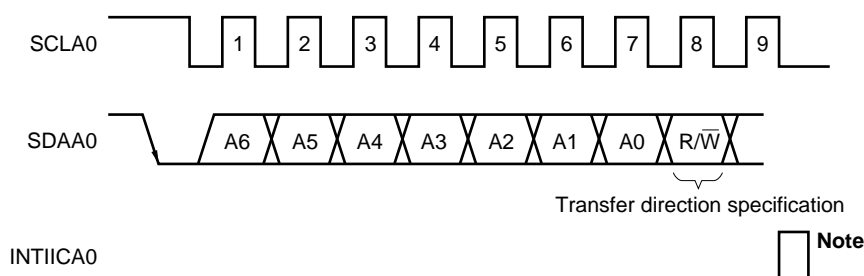 SCLA0 1 2 3 4 5 6 7 8 9
SDAA0 A6 A5 A4 A3 A2 A1 A0 R/W̅
Transfer direction specification
INTIICA0 Note